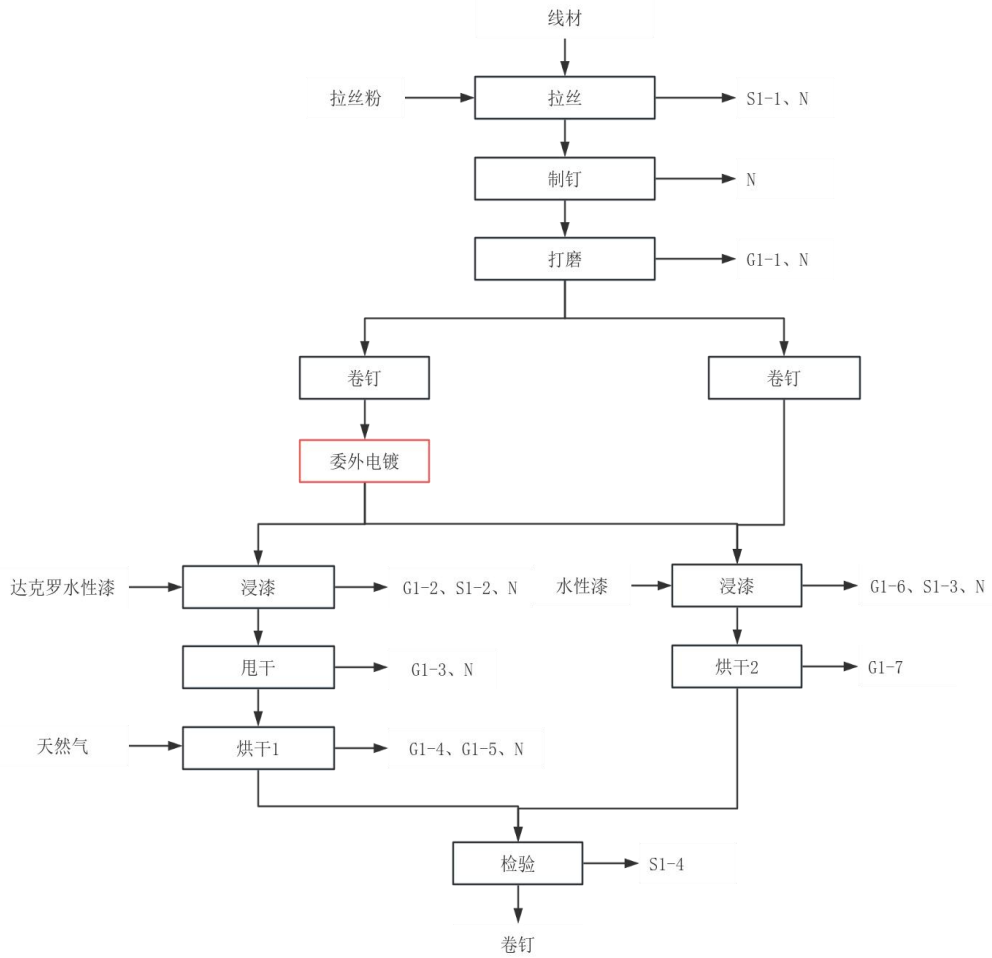 线材
拉丝粉 拉丝 S1-1、N
制钉 N
打磨 G1-1、N
卷钉 卷钉
委外电镀
达克罗水性漆 浸漆 G1-2、S1-2、N 水性漆 浸漆 G1-6、S1-3、N
甩干 G1-3、N 烘干2 G1-7
天然气 烘干1 G1-4、G1-5、N
检验 S1-4
卷钉